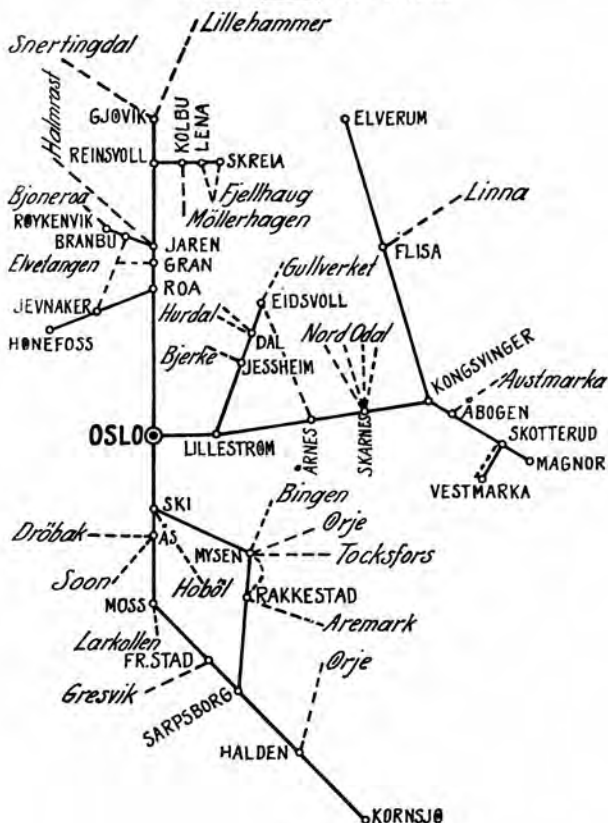 Lillehammer
Snertingdal
Halmrast
GJØVIK
KOLBU
LENA
ELVERUM
REINSVOLL
SKREIA
Fjellhaug
Möllerhagen
Linna
Bjoneroa
RØYKENVIK
BRANBU
JAREN
FLISA
Elvetangen
GRAN
Gullverket
ROA
EIDSVOLL
JEVNAKER
Hurdal
Nord Odal
HØNEFOSS
DAL
Bjerke
JESSHEIM
KONGSVINGER
Austmarka
ÅBOGEN
OSLO
SKOTTERUD
LILLESTRØM
ÅRNES
SKARNES
MAGNOR
VESTMARKA
Bingen
SKI
Ørje
Dröbak
ÅS
MYSEN
Tocksfors
Soon
Høböl
RAKKESTAD
MOSS
Aremark
Larkollen
FR.STAD
Ørje
Gresvik
SARPSBORG
HALDEN
KORNSJØ